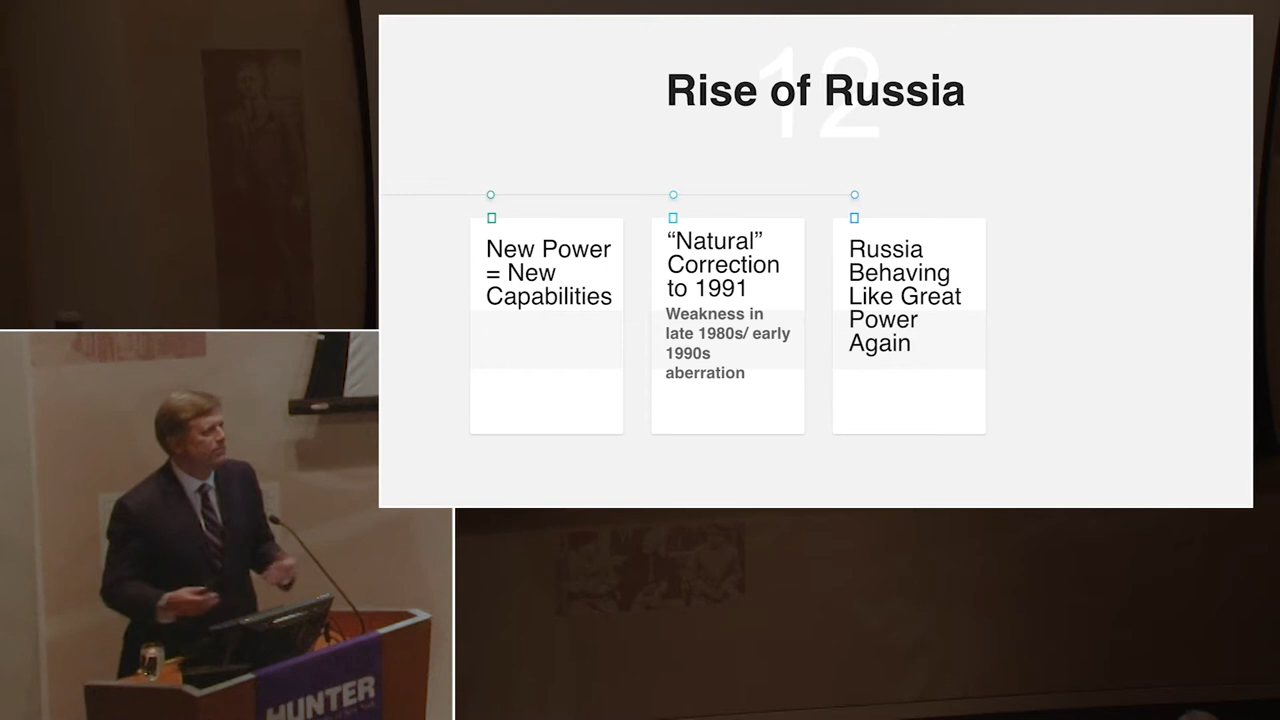 12
Rise of Russia
New Power
= New
Capabilities
“Natural”
Correction
to 1991
Weakness in
late 1980s/ early
1990s
aberration
Russia
Behaving
Like Great
Power
Again
HUNTER